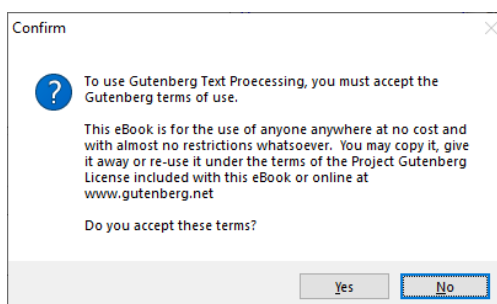 Confirm
To use Gutenberg Text Proecessing, you must accept the
Gutenberg terms of use.
This eBook is for the use of anyone anywhere at no cost and
with almost no restrictions whatsoever.  You may copy it, give
it away or re-use it under the terms of the Project Gutenberg
License included with this eBook or online at
www.gutenberg.net
Do you accept these terms?
Yes
No